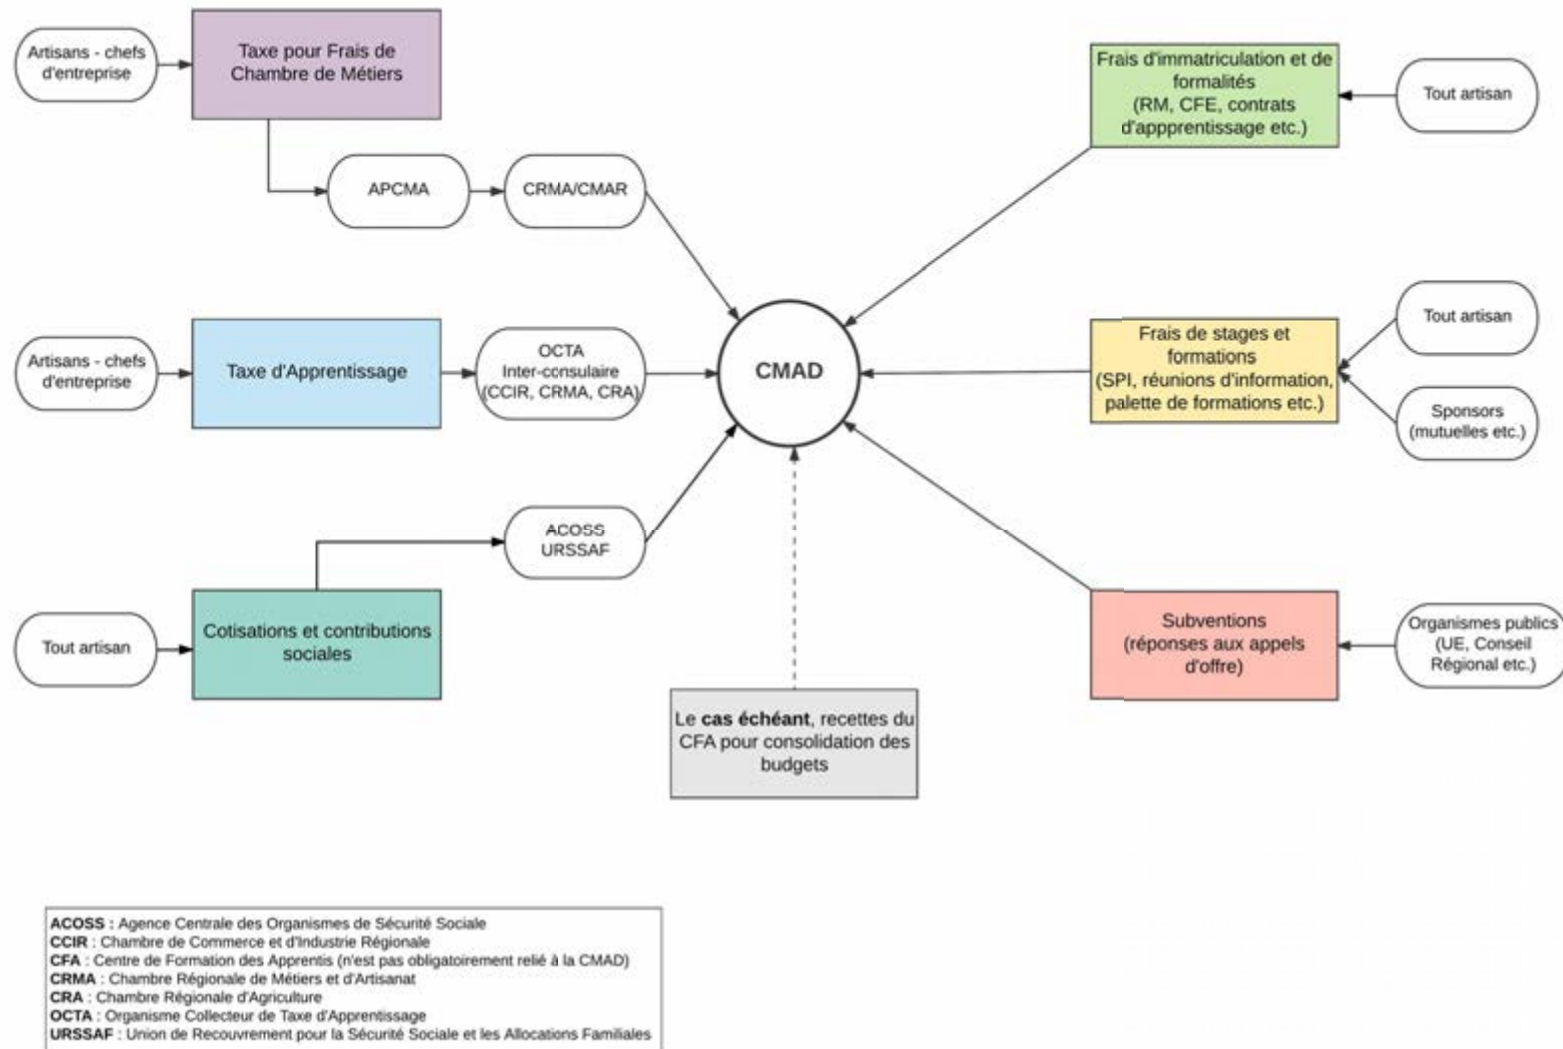 Artisans - chefs
d'entreprise
Taxe pour Frais de
Chambre de Métiers
APCMA
CRMA/CMAR
Frais d'immatriculation et de
formalités
(RM, CFE, contrats
d'appprentissage etc.)
Tout artisan
Artisans - chefs
d'entreprise
Taxe d'Apprentissage
OCTA
Inter-consulaire
(CCIR, CRMA, CRA)
CMAD
Frais de stages et
formations
(SPI, réunions d'information,
palette de formations etc.)
Tout artisan
Sponsors
(mutuelles etc.)
Tout artisan
Cotisations et contributions
sociales
ACOSS
URSSAF
Le cas échéant, recettes du
CFA pour consolidation des
budgets
Subventions
(réponses aux appels
d'offre)
Organismes publics
(UE, Conseil
Régional etc.)
ACOSS : Agence Centrale des Organismes de Sécurité Sociale
CCIR : Chambre de Commerce et d'Industrie Régionale
CFA : Centre de Formation des Apprentis (n'est pas obligatoirement relié à la CMAD)
CRMA : Chambre Régionale de Métiers et d'Artisanat
CRA : Chambre Régionale d'Agriculture
OCTA : Organisme Collecteur de Taxe d'Apprentissage
URSSAF : Union de Recouvrement pour la Sécurité Sociale et les Allocations Familiales